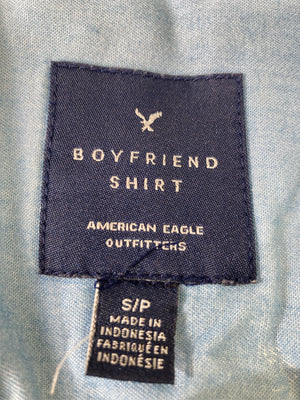 BOYFRIEND
SHIRT
AMERICAN EAGLE
OUTFITTERS
S/P
MADE IN
INDONESIA
FABRIQUÉ EN
INDONÉSIE